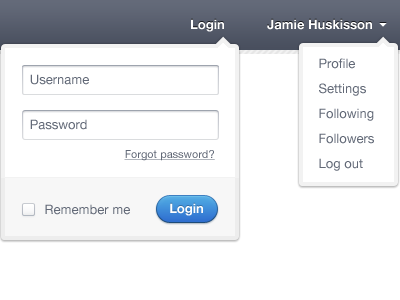 Login
Jamie Huskisson
Username
Password
Forgot password?
Remember me
Login
Profile
Settings
Following
Followers
Log out